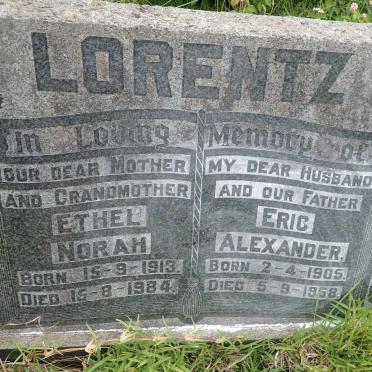 LORENTZ
In Loving Memory of
OUR DEAR MOTHER
AND GRANDMOTHER
ETHEL
NORAH
BORN 15-9-1913.
DIED 15-8-1984.
MY DEAR HUSBAND
AND OUR FATHER
ERIC
ALEXANDER.
BORN 2-4-1905.
DIED 5-9-1958.